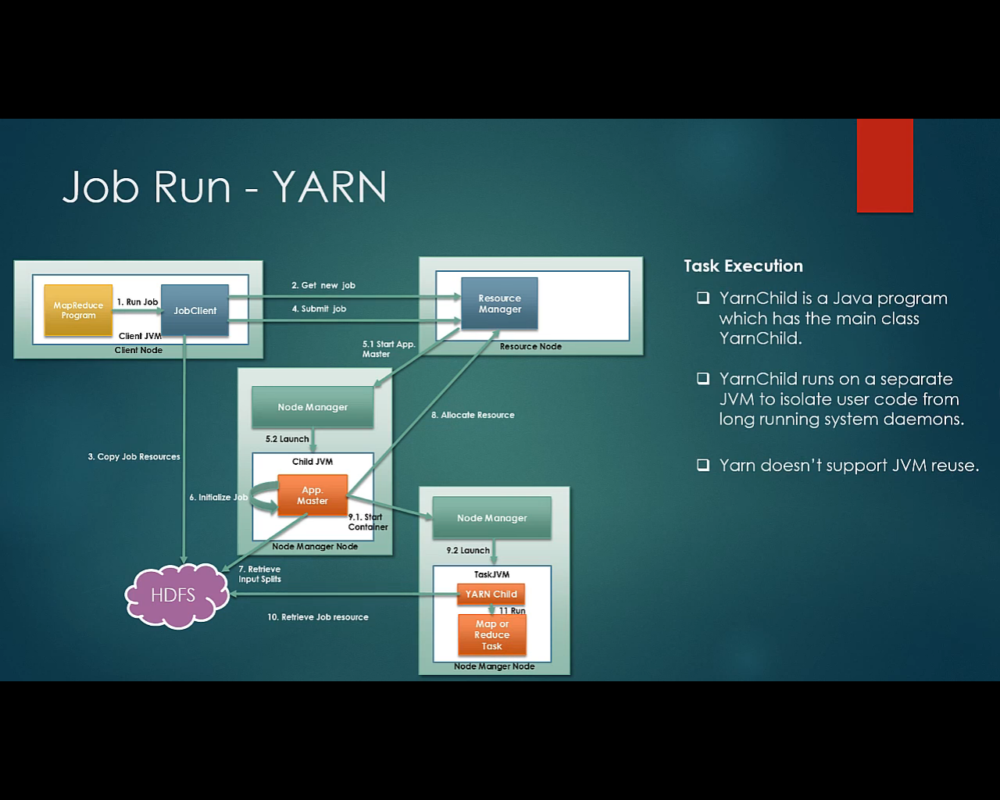 Job Run - YARN
MapReduce
Program
1. Run Job
JobClient
Client JVM
Client Node
2. Get new job
4. Submit job
Resource
Manager
Resource Node
5.1 Start App.
Master
Node Manager
5.2 Launch
Child JVM
App.
Master
6. Initialize Job
9.1. Start
Container
Node Manager Node
8. Allocate Resource
3. Copy Job Resources
HDFS
7. Retrieve
Input Splits
10. Retrieve Job resource
Node Manager
9.2 Launch
TaskJVM
YARN Child
11 Run
Map or
Reduce
Task
Node Manger Node
Task Execution
YarnChild is a Java program
which has the main class
YarnChild.
YarnChild runs on a separate
JVM to isolate user code from
long running system daemons.
Yarn doesn't support JVM reuse.